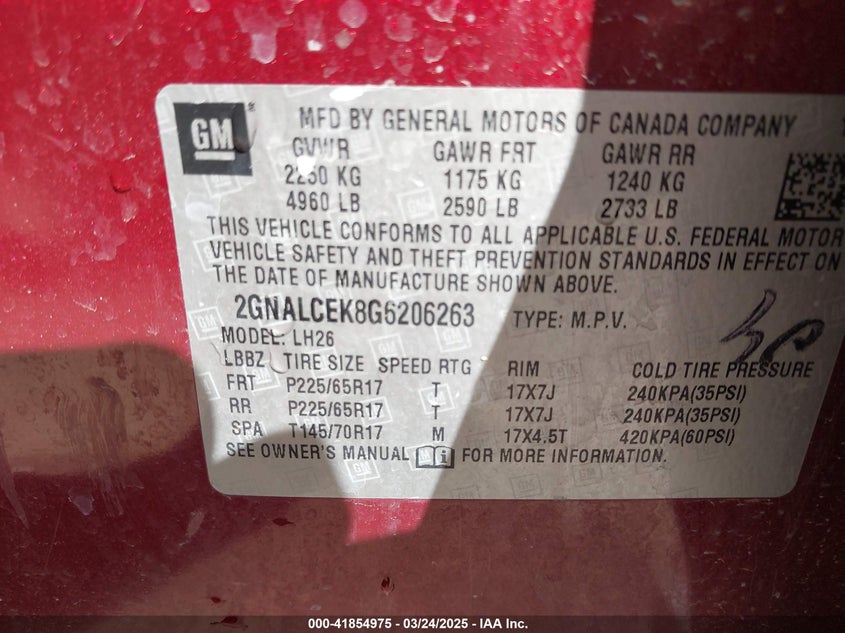 GM
MFD BY GENERAL MOTORS OF CANADA COMPANY
GVWR GAWR FRT GAWR RR
2250 KG 1175 KG 1240 KG
4960 LB 2590 LB 2733 LB
THIS VEHICLE CONFORMS TO ALL APPLICABLE U.S. FEDERAL MOTOR
VEHICLE SAFETY AND THEFT PREVENTION STANDARDS IN EFFECT ON
THE DATE OF MANUFACTURE SHOWN ABOVE.
2GNALCEK8G6206263 TYPE: M.P.V.
MODEL: LH26
LBBZ TIRE SIZE SPEED RTG RIM COLD TIRE PRESSURE
FRT P225/65R17 T 17X7J 240KPA(35PSI)
RR P225/65R17 T 17X7J 240KPA(35PSI)
SPA T145/70R17 M 17X4.5T 420KPA(60PSI)
SEE OWNER'S MANUAL FOR MORE INFORMATION.
000-41854975 - 03/24/2025 - IAA Inc.